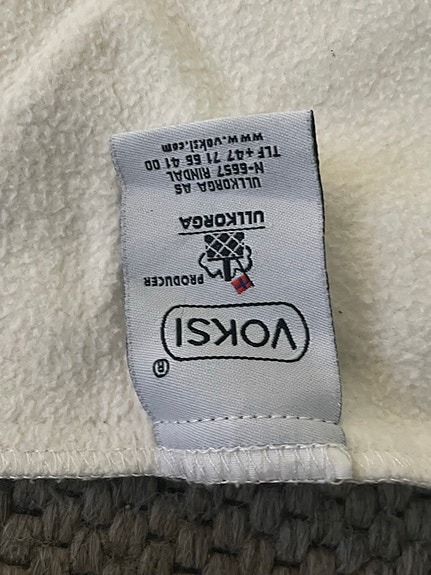 VOKSI
®
PRODUCER
ULLKORGA
ULLKORGA AS
N-6657 RINDAL
TLF +47 71 66 41 00
www.voksi.com